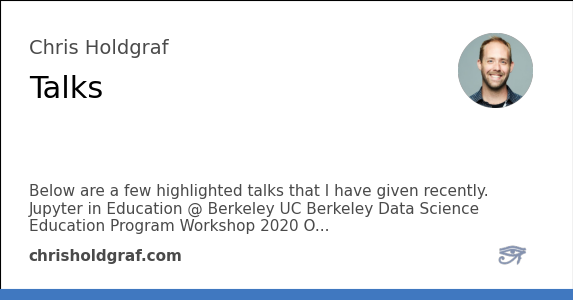 Chris Holdgraf
Talks
Below are a few highlighted talks that I have given recently.
Jupyter in Education @ Berkeley UC Berkeley Data Science
Education Program Workshop 2020 O...
chrisholdgraf.com